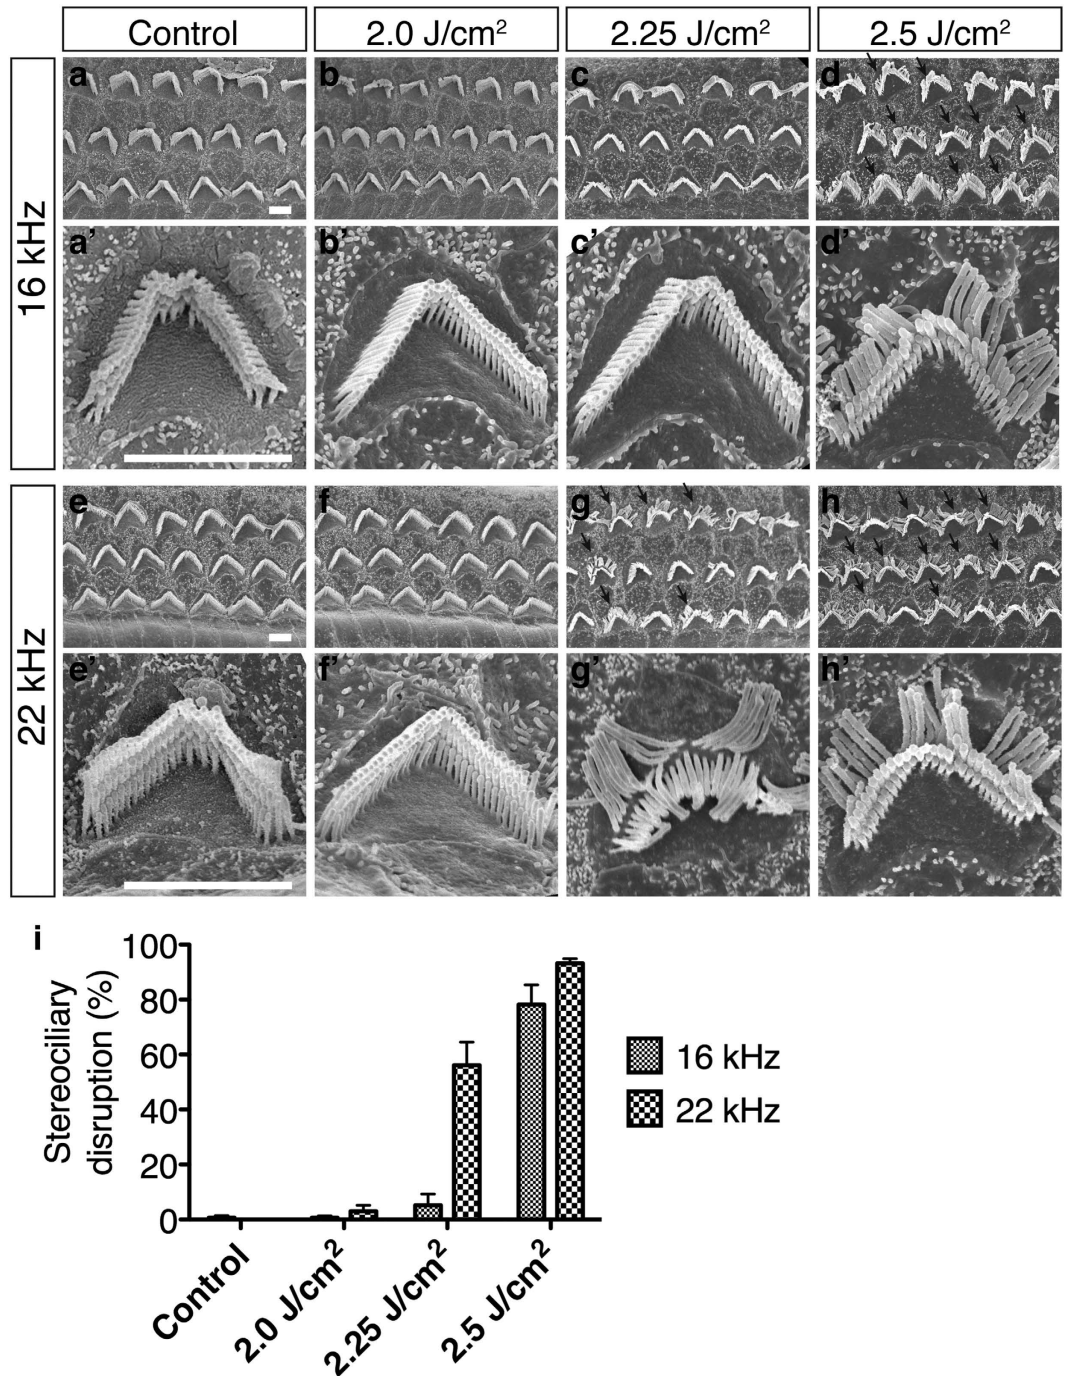 Control 2.0 J/cm² 2.25 J/cm² 2.5 J/cm²
16 kHz
a b c d
a’ b’ c’ d’
22 kHz
e f g h
e’ f’ g’ h’
i
Stereociliary
disruption (%)
100
80
60
40
20
0
16 kHz
22 kHz
Control
2.0 J/cm²
2.25 J/cm²
2.5 J/cm²